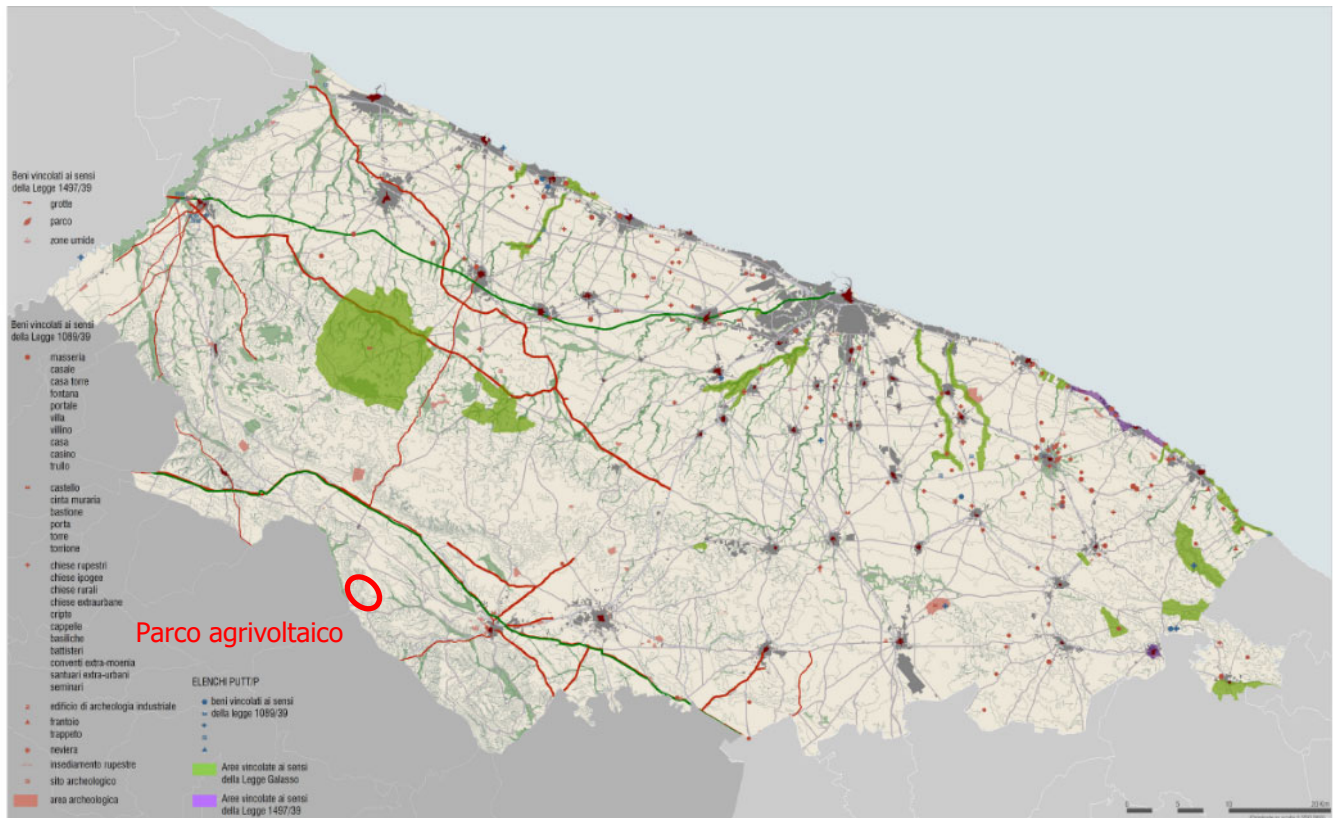 Beni vincolati ai sensi
della Legge 1497/39
grotte
parco
zone umide
Beni vincolati ai sensi
della Legge 1089/39
masseria
casale
casa torre
fontana
portale
villa
villino
casa
casino
trullo
castello
cinta muraria
bastione
porta
torre
torrione
chiese rupestri
chiese ipogee
chiese rurali
chiese extraurbane
cripte
cappelle
basiliche
battisteri
conventi extra-moenia
santuari extra-urbani
seminari
edificio di archeologia industriale
frantoio
trappeto
neviera
insediamento rupestre
sito archeologico
area archeologica
Parco agrivoltaico
ELENCHI PUTT/P
beni vincolati ai sensi
della legge 1089/39
Aree vincolate ai sensi
della Legge Galasso
Aree vincolate ai sensi
della Legge 1497/39
0 5 10 20 Km